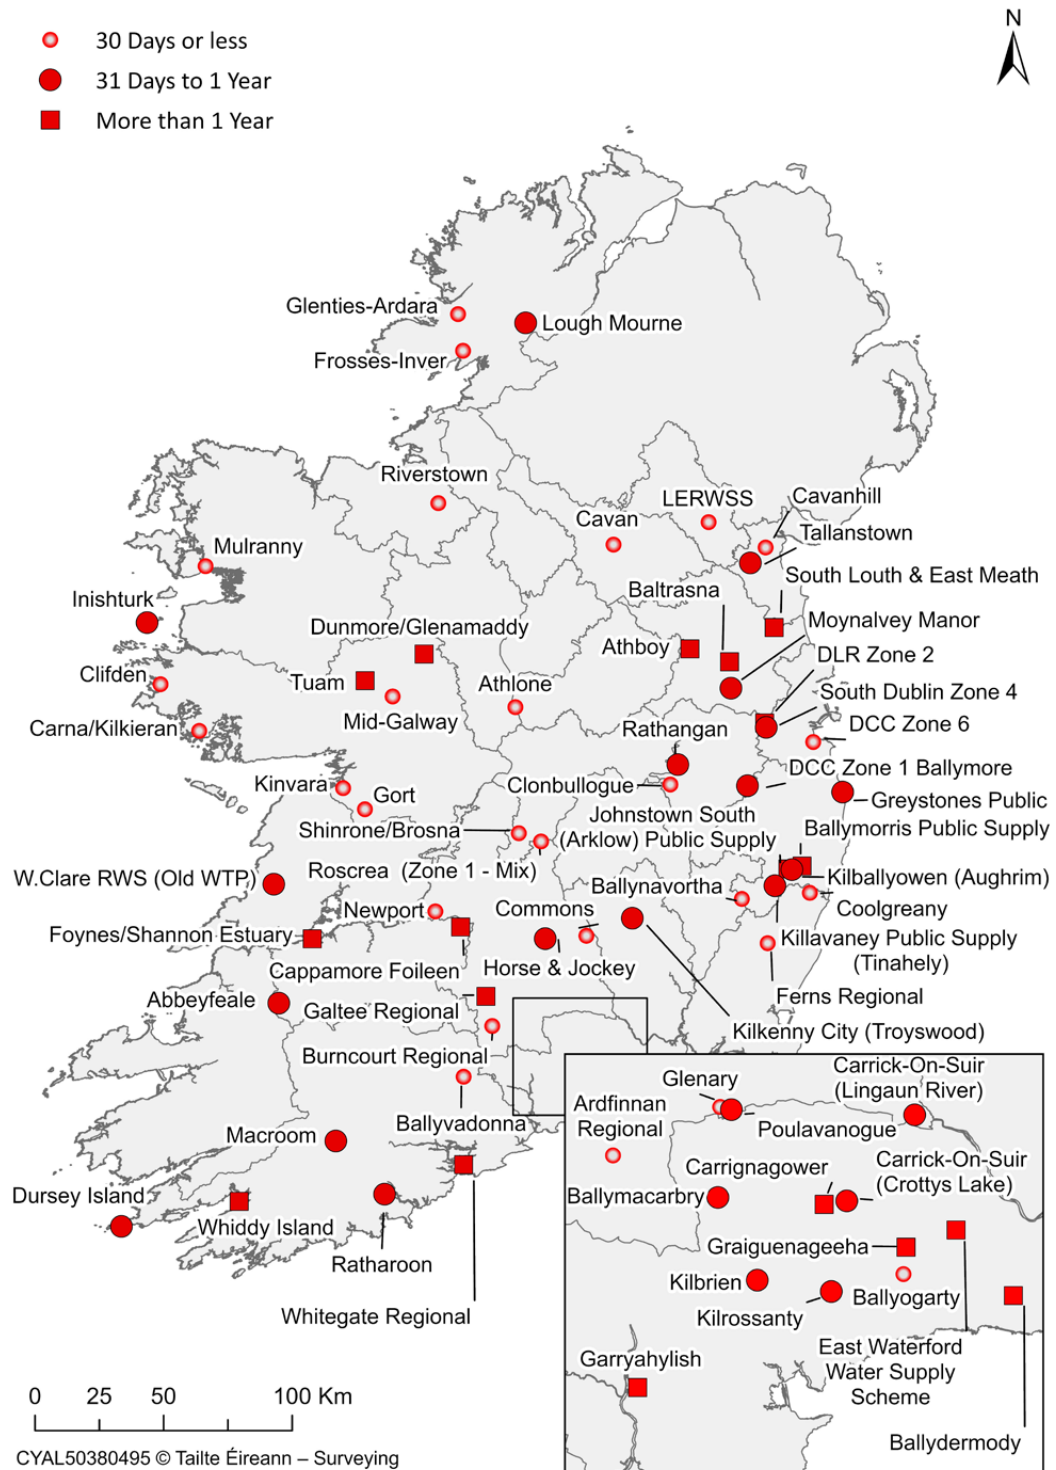 N
30 Days or less
31 Days to 1 Year
More than 1 Year
Glenties-Ardara
Lough Mourne
Frosses-Inver
Riverstown
LERWSS
Cavanhill
Cavan
Tallanstown
Mulranny
South Louth & East Meath
Baltrasna
Inishturk
Moynalvey Manor
Dunmore/Glenamaddy
Athboy
DLR Zone 2
Clifden
Tuam
Athlone
South Dublin Zone 4
Mid-Galway
DCC Zone 6
Carna/Kilkieran
Rathangan
DCC Zone 1 Ballymore
Kinvara
Clonbullogue
Gort
Greystones Public
Johnstown South
(Arklow) Public Supply
Shinrone/Brosna
Ballymorris Public Supply
Roscrea (Zone 1 - Mix)
W.Clare RWS (Old WTP)
Kilballyowen (Aughrim)
Ballynavortha
Newport
Commons
Coolgreany
Foynes/Shannon Estuary
Killavaney Public Supply
(Tinahely)
Cappamore Foileen
Horse & Jockey
Abbeyfeale
Galtee Regional
Ferns Regional
Kilkenny City (Troyswood)
Burncourt Regional
Ballyvadonna
Macroom
Dursey Island
Whiddy Island
Ratharoon
Whitegate Regional
Glenary
Carrick-On-Suir
(Lingaun River)
Ardfinnan
Regional
Poulavanogue
Carrignagower
Carrick-On-Suir
(Crottys Lake)
Ballymacarbry
Graiguenageeha
Kilbrien
Ballyogarty
Kilrossanty
East Waterford
Water Supply
Scheme
Garryahylish
Ballydermody
0 25 50 100 Km
CYAL50380495 © Tailte Éireann – Surveying